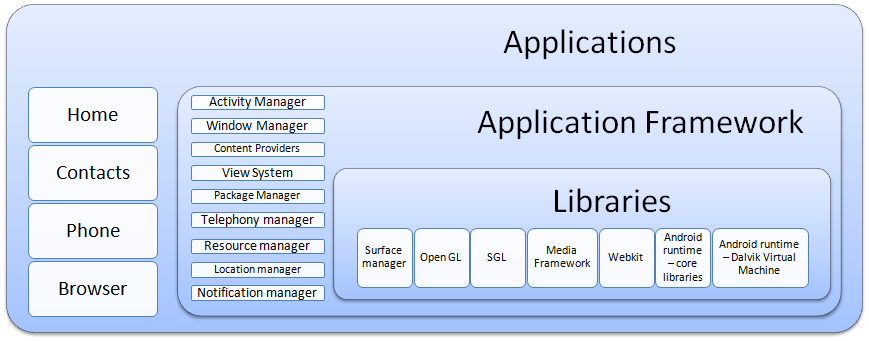 Applications
Home
Contacts
Phone
Browser
Application Framework
Activity Manager
Window Manager
Content Providers
View System
Package Manager
Telephony manager
Resource manager
Location manager
Notification manager
Libraries
Surface
manager
Open GL
SGL
Media
Framework
Webkit
Android
runtime
– core
libraries
Android runtime
– Dalvik Virtual
Machine